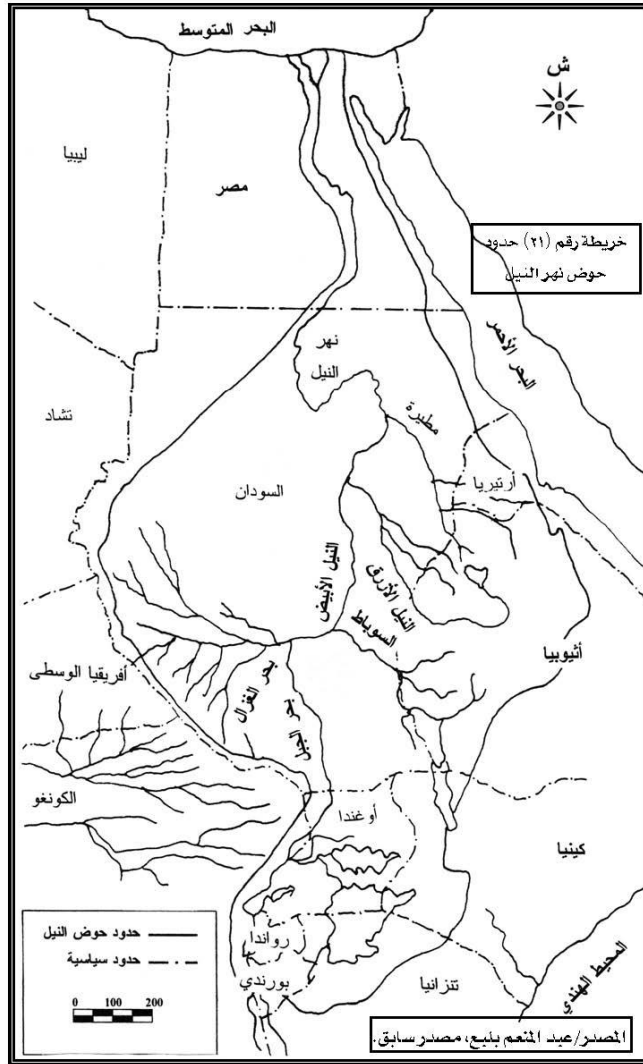 البحر المتوسط
ش
ليبيا
مصر
خريطة رقم (٢١) حدود
حوض نهر النيل
البحر الأحمر
نهر
النيل
تشاد
مطيرة
أرتيريا
السودان
النيل الأبيض
النيل الأزرق
السوباط
أثيوبيا
أفريقيا الوسطى
بحر الغزال
بحر الجبل
الكونغو
أوغندا
كينيا
حدود حوض النيل
حدود سياسية
0 100 200
رواندا
بورندي
تنزانيا
المحيط الهندي
المصدر/عبد المنعم بلبع، مصدر سابق.